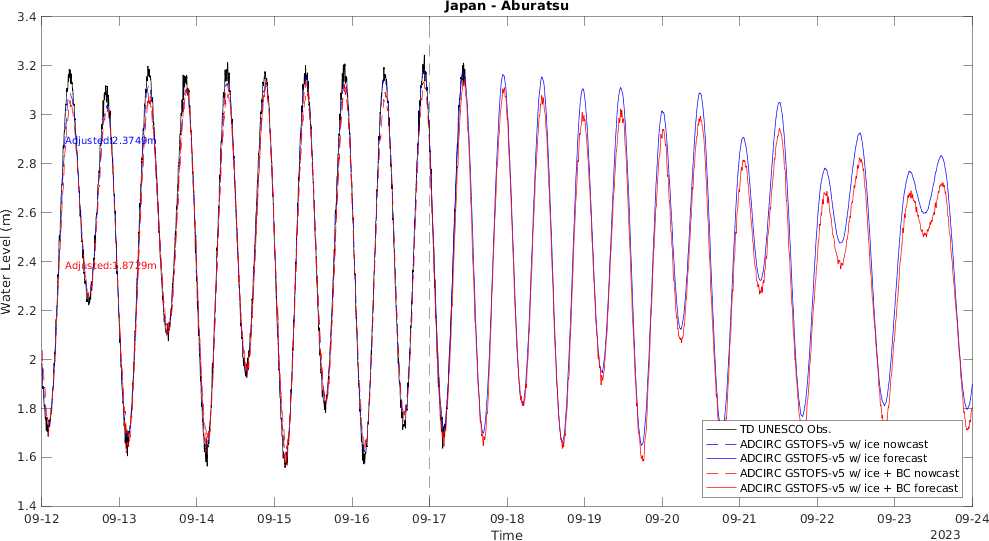 Japan - Aburatsu
3.4
3.2
3
2.8
2.6
2.4
2.2
2
1.8
1.6
1.4
Water Level (m)
Adjusted:2.3749m
Adjusted:1.8729m
TD UNESCO Obs.
ADCIRC GSTOFS-v5 w/ ice nowcast
ADCIRC GSTOFS-v5 w/ ice forecast
ADCIRC GSTOFS-v5 w/ ice + BC nowcast
ADCIRC GSTOFS-v5 w/ ice + BC forecast
09-12 09-13 09-14 09-15 09-16 09-17 09-18 09-19 09-20 09-21 09-22 09-23 09-24
Time
2023